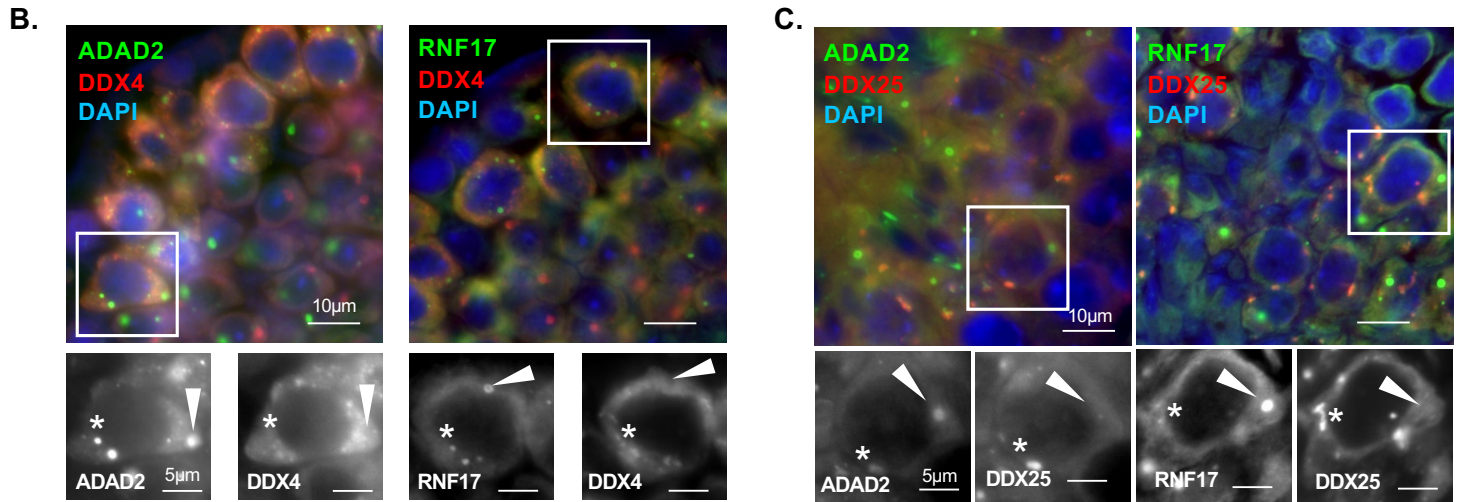 B.
ADAD2
DDX4
DAPI
10µm
RNF17
DDX4
DAPI
*
ADAD2
5µm
*
DDX4
*
RNF17
*
DDX4
C.
ADAD2
DDX25
DAPI
10µm
RNF17
DDX25
DAPI
*
ADAD2
5µm
*
DDX25
*
RNF17
*
DDX25